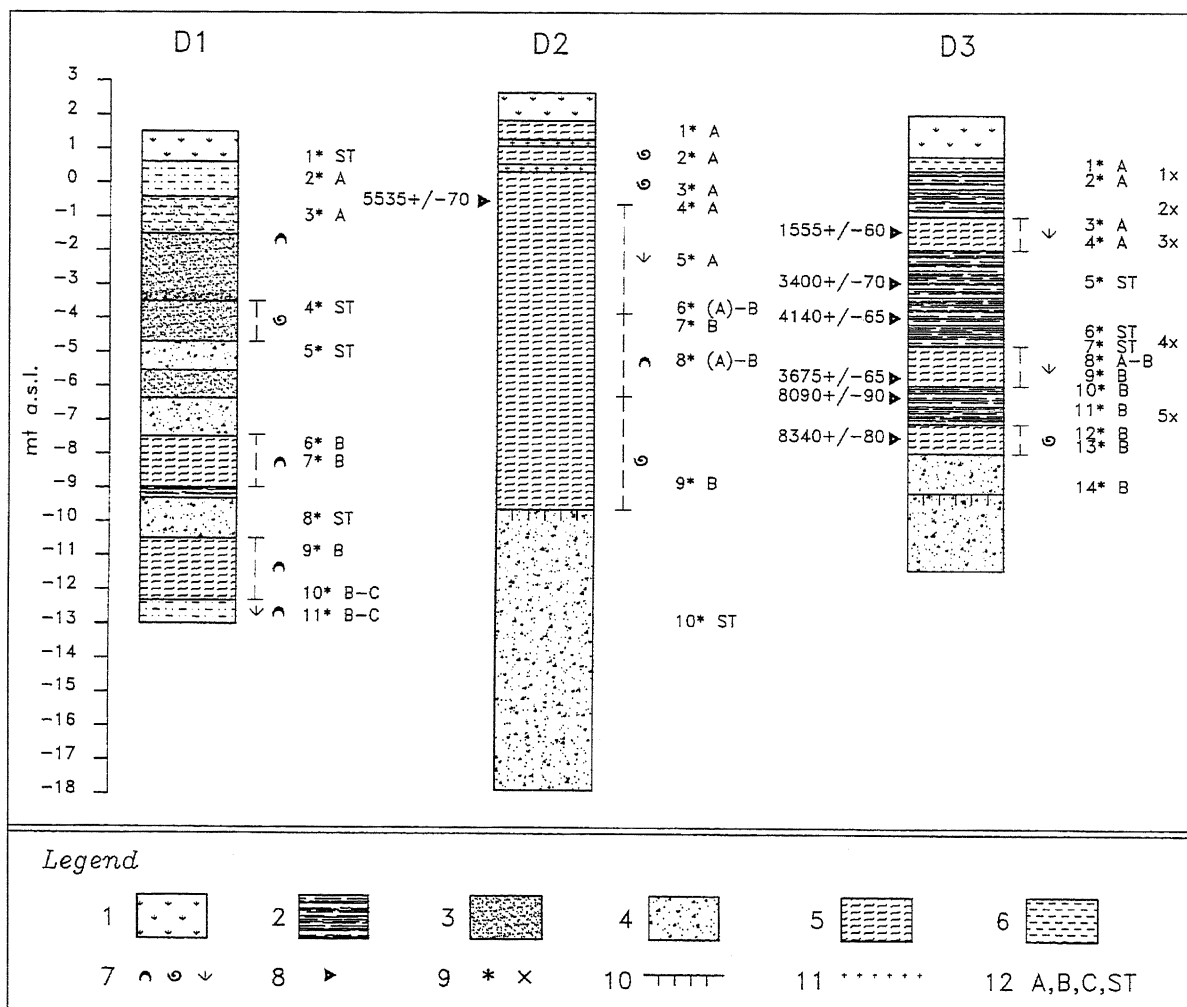 D1 D2 D3
mt a.s.l.
3
2
1
0
-1
-2
-3
-4
-5
-6
-7
-8
-9
-10
-11
-12
-13
-14
-15
-16
-17
-18
1* ST
2* A
3* A
4* ST
5* ST
6* B
7* B
8* ST
9* B
10* B-C
11* B-C
5535+/-70
1* A
2* A
3* A
4* A
5* A
6* (A)-B
7* B
8* (A)-B
9* B
10* ST
1555+/-60
3400+/-70
4140+/-65
3675+/-65
8090+/-90
8340+/-80
1* A
2* A
3* A
4* A
5* ST
6* ST
7* ST
8* A-B
9* B
10* B
11* B
12* B
13* B
14* B
1x
2x
3x
4x
5x
Legend
1 2 3 4 5 6
7 8 9 * x 10 11 12 A,B,C,ST